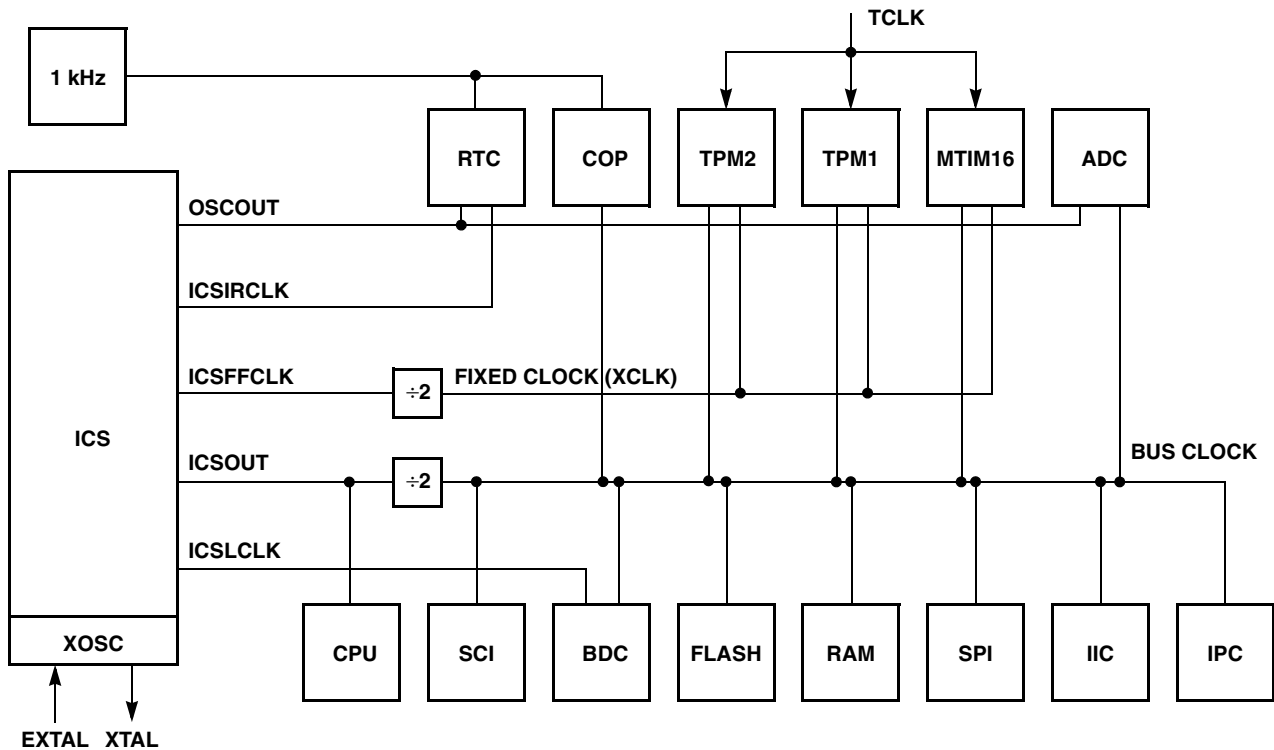 TCLK
1 kHz
RTC
COP
TPM2
TPM1
MTIM16
ADC
OSCOUT
ICSIRCLK
ICSFFCLK
÷2
FIXED CLOCK (XCLK)
ICS
ICSOUT
÷2
BUS CLOCK
ICSLCLK
XOSC
CPU
SCI
BDC
FLASH
RAM
SPI
IIC
IPC
EXTAL
XTAL